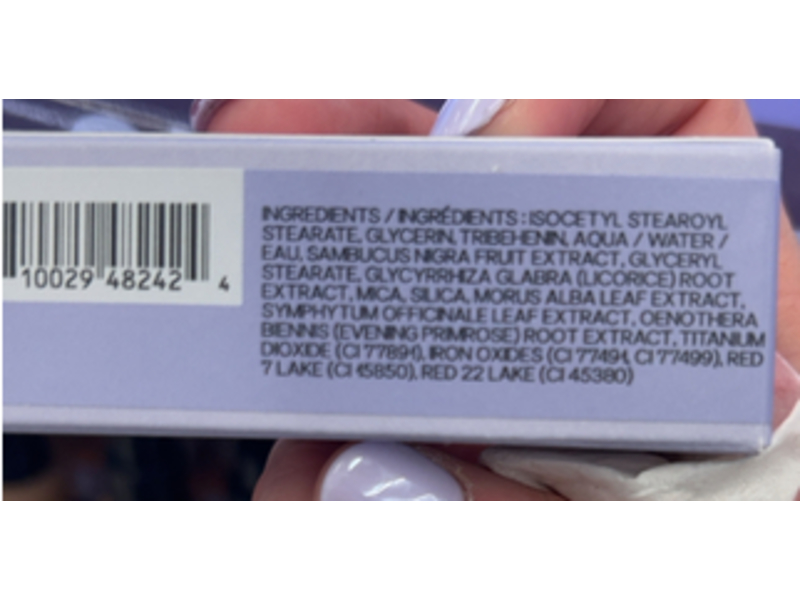 INGREDIENTS / INGRÉDIENTS : ISOCETYL STEAROYL
STEARATE, GLYCERIN, TRIBEHENIN, AQUA / WATER /
EAU, SAMBUCUS NIGRA FRUIT EXTRACT, GLYCERYL
STEARATE, GLYCYRRHIZA GLABRA (LICORICE) ROOT
EXTRACT, MICA, SILICA, MORUS ALBA LEAF EXTRACT,
SYMPHYTUM OFFICINALE LEAF EXTRACT, OENOTHERA
BIENNIS (EVENING PRIMROSE) ROOT EXTRACT, TITANIUM
DIOXIDE (CI 77891), IRON OXIDES (CI 77491, CI 77499), RED
7 LAKE (CI 15850), RED 22 LAKE (CI 45380)
10029 48242 4